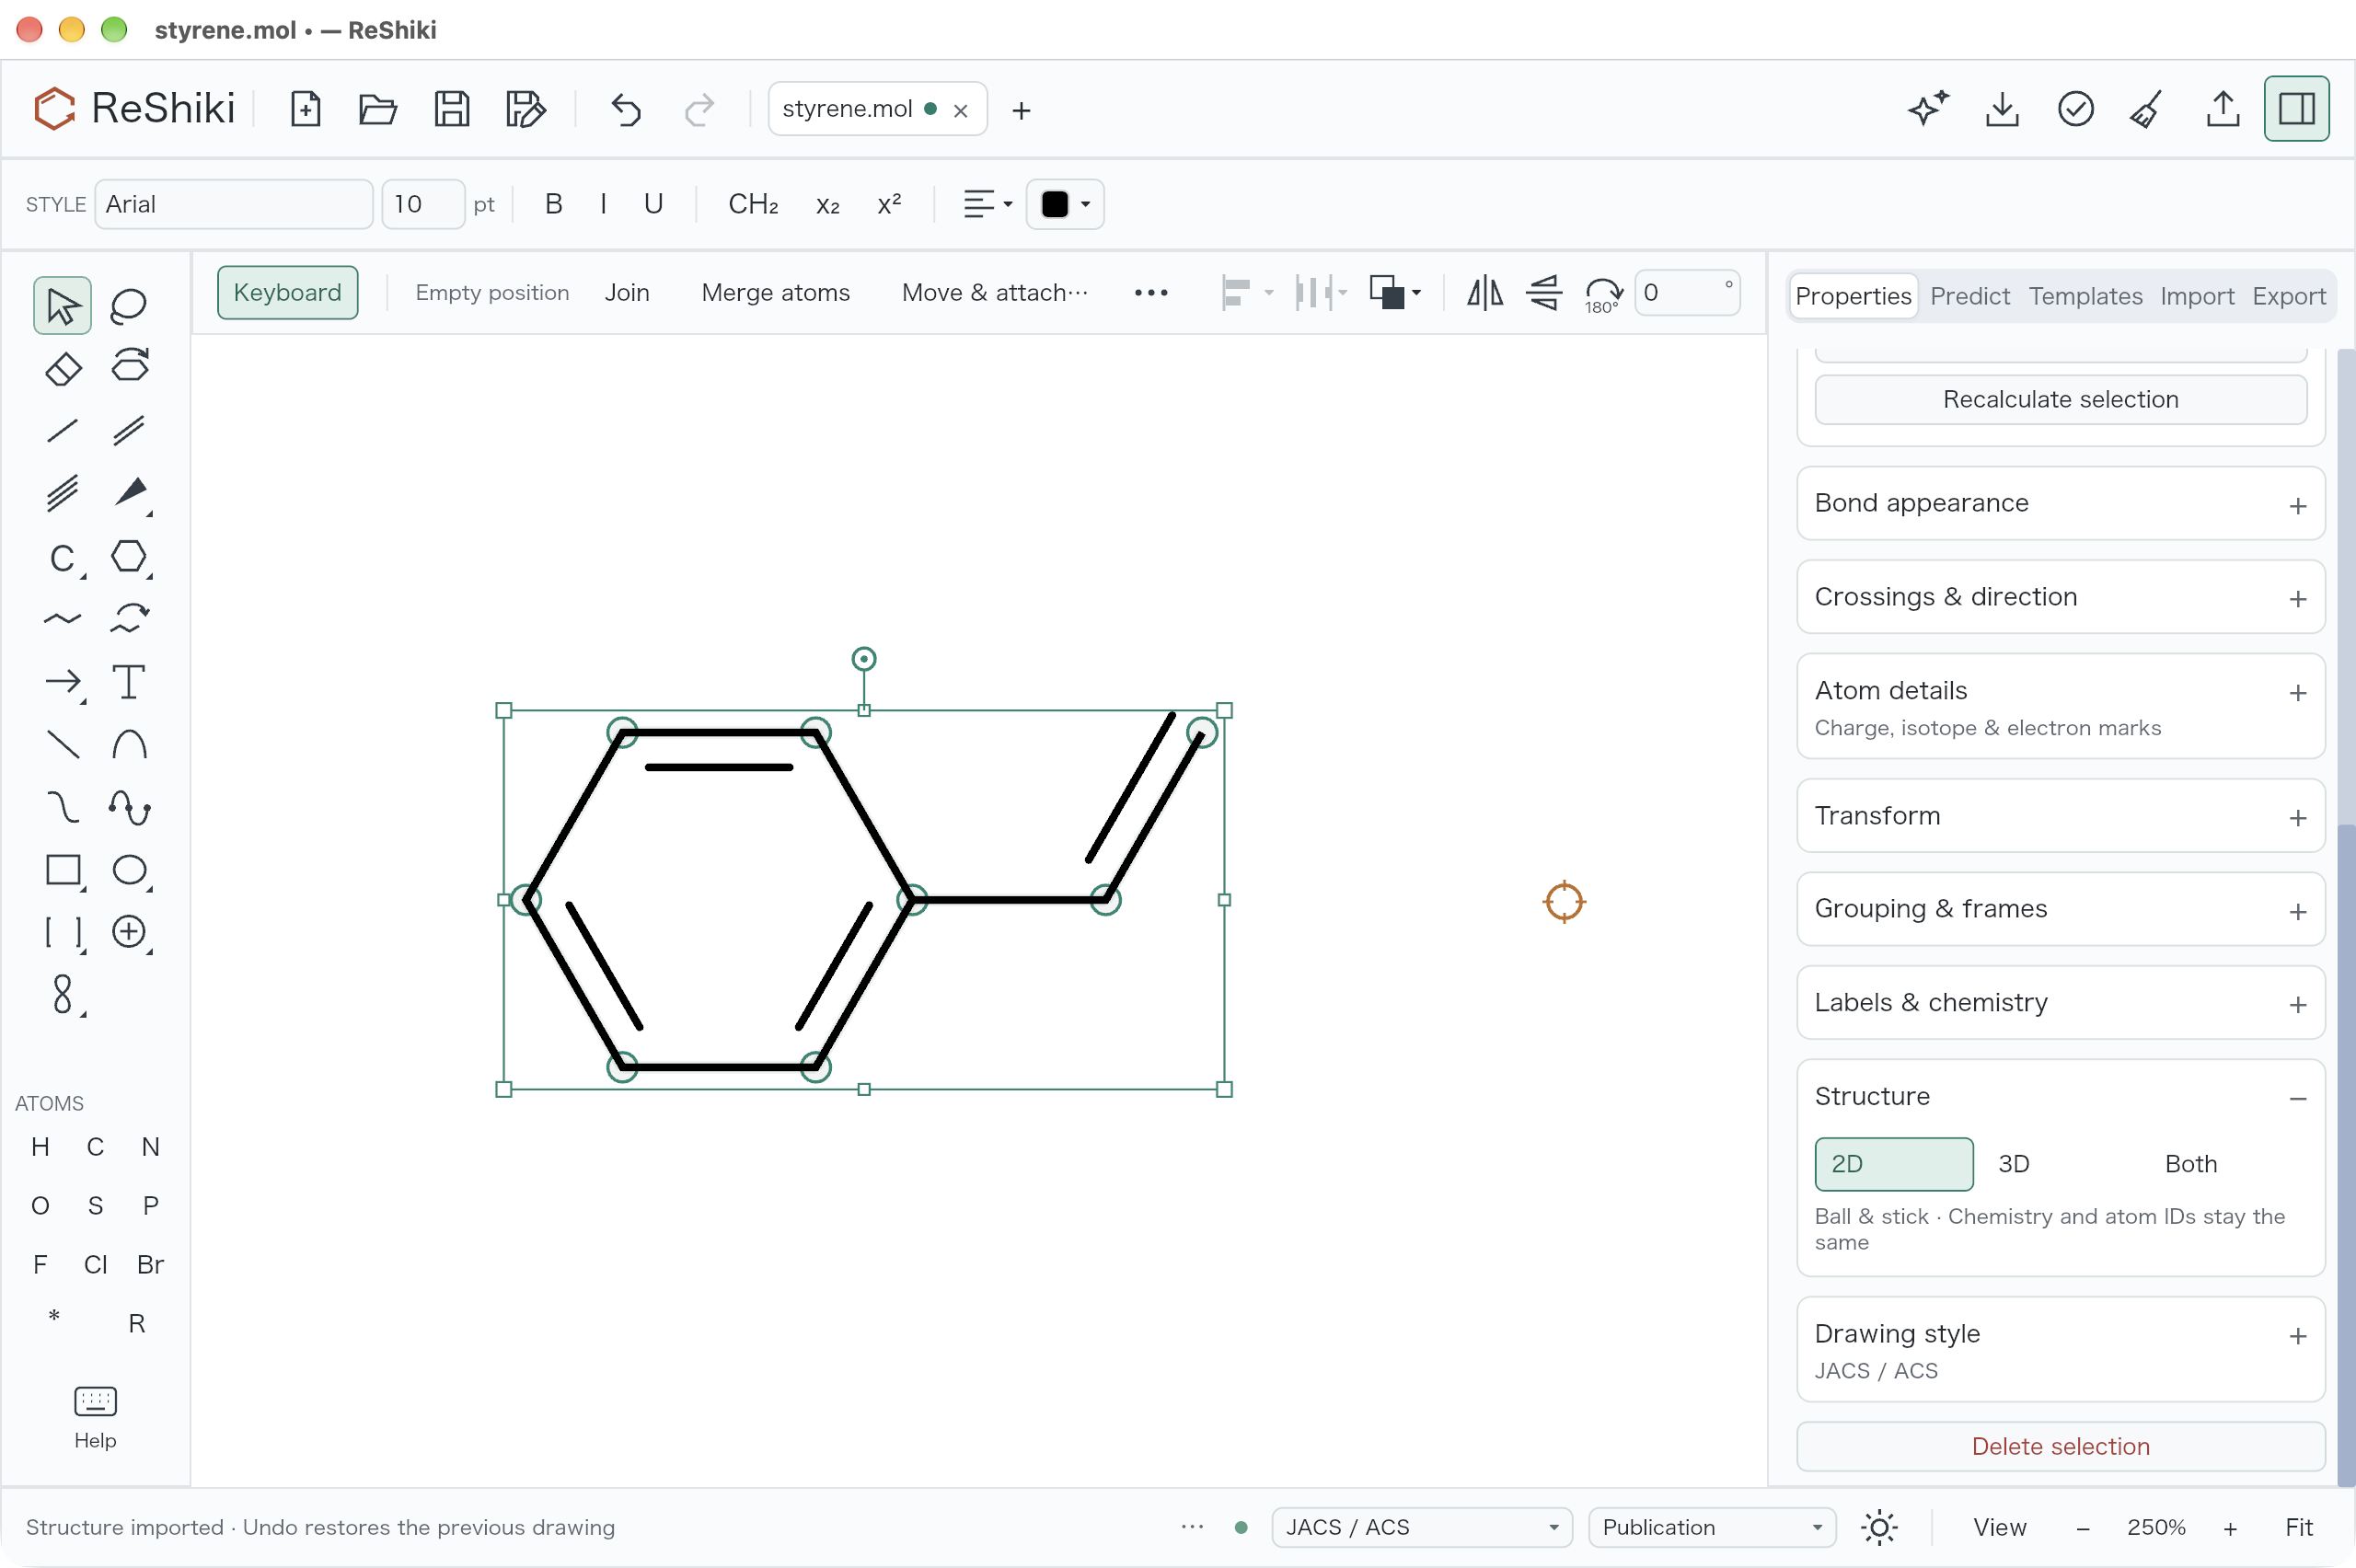 styrene.mol • — ReShiki
ReShiki
styrene.mol ● × +
STYLE Arial 10 pt B I U CH₂ x₂ x²
Keyboard Empty position Join Merge atoms Move & attach··· ••• 180° 0 °
Properties Predict Templates Import Export
Recalculate selection
Bond appearance +
Crossings & direction +
Atom details +
Charge, isotope & electron marks
Transform +
Grouping & frames +
Labels & chemistry +
Structure −
2D 3D Both
Ball & stick · Chemistry and atom IDs stay the
same
Drawing style +
JACS / ACS
Delete selection
C
T
[ ]
ATOMS
H C N
O S P
F Cl Br
* R
Help
Structure imported · Undo restores the previous drawing
··· JACS / ACS Publication View − 250% + Fit